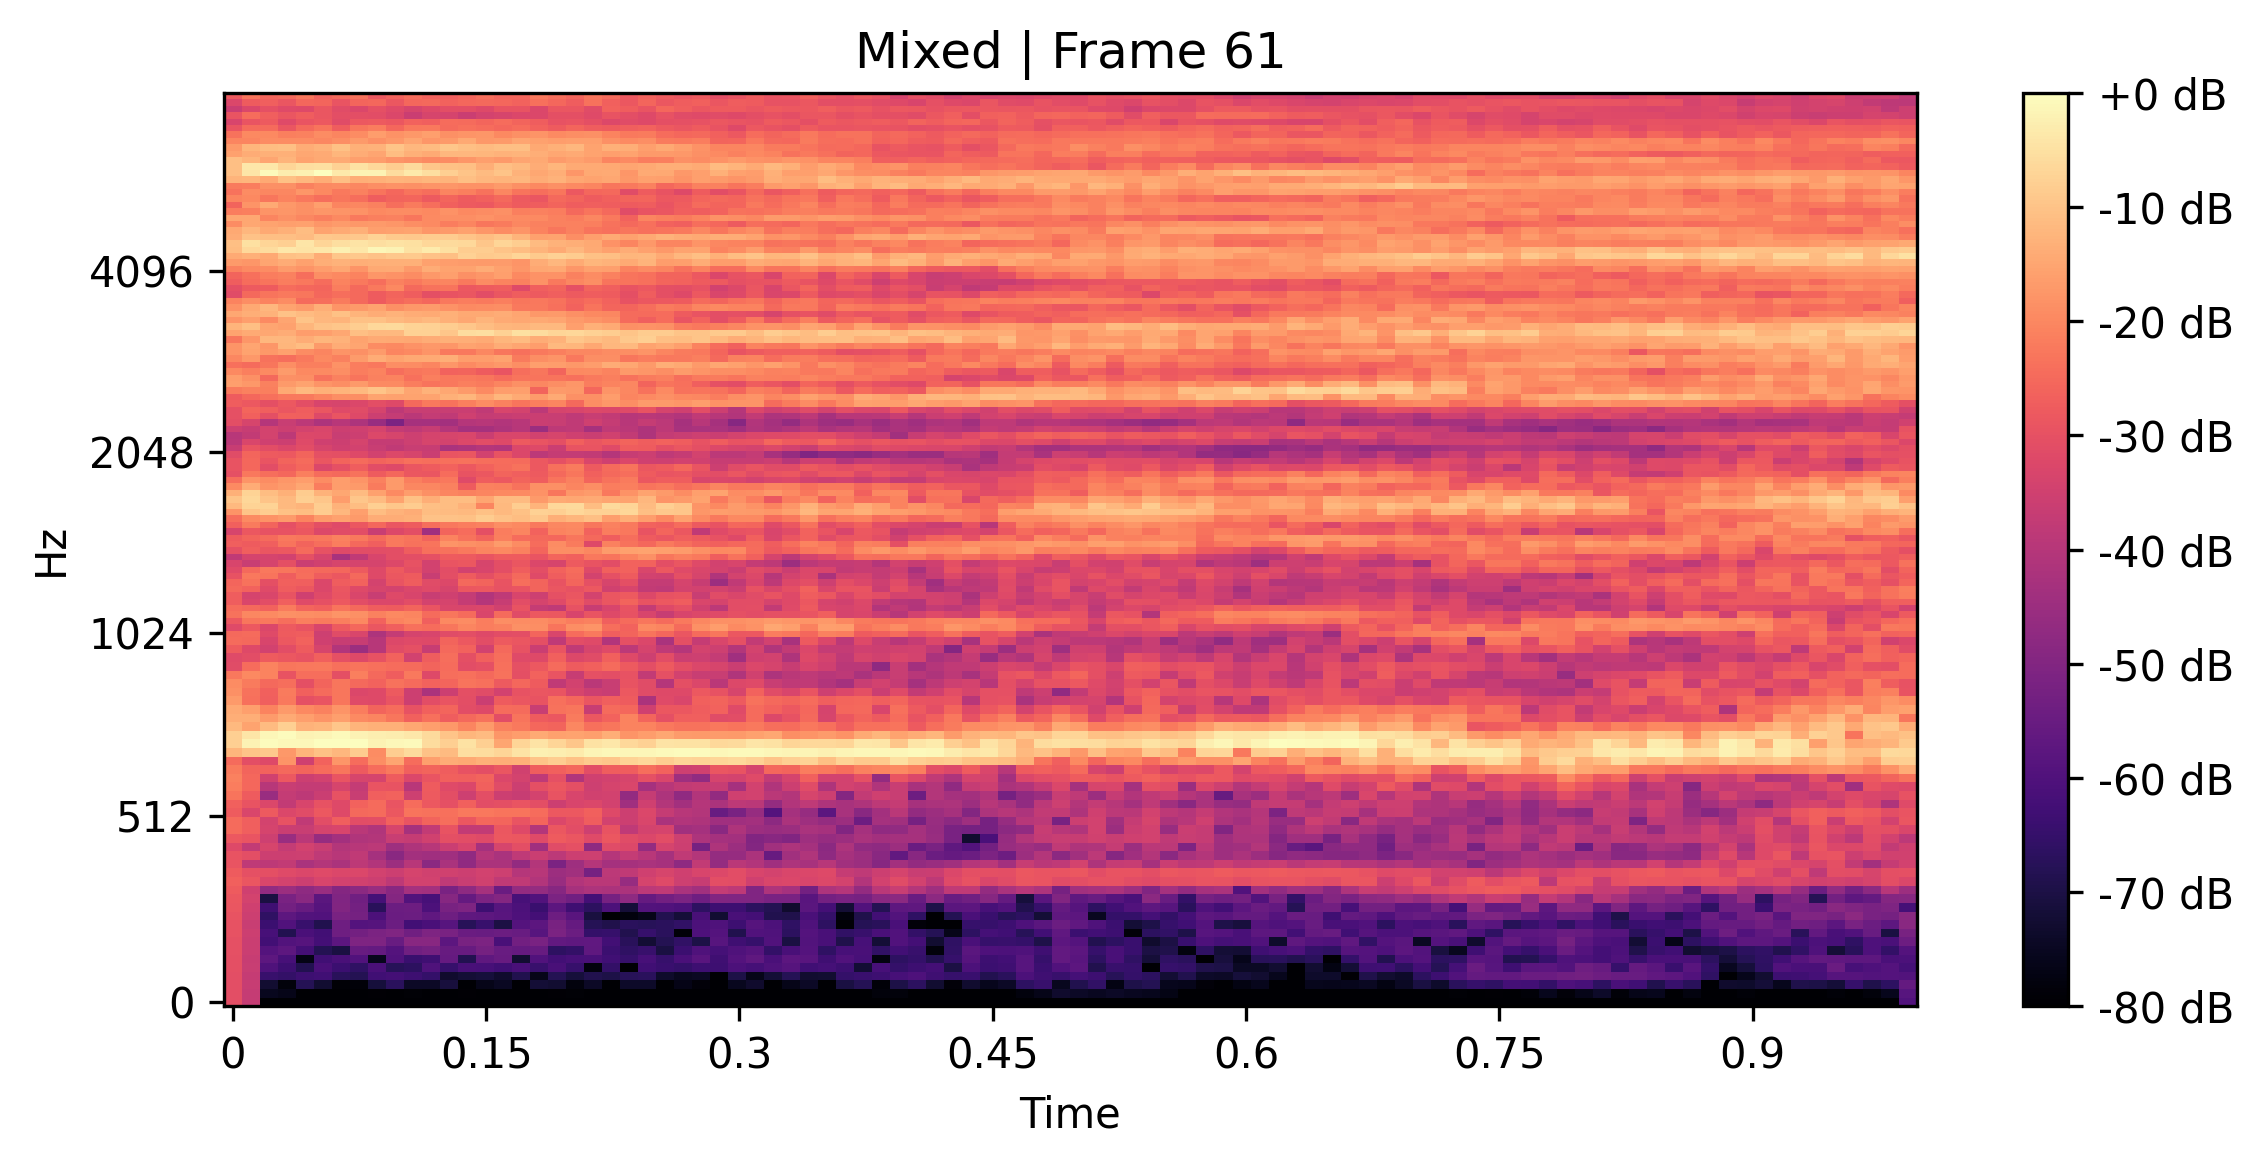 Mixed | Frame 61
+0 dB
-10 dB
-20 dB
-30 dB
-40 dB
-50 dB
-60 dB
-70 dB
-80 dB
Hz
4096
2048
1024
512
0
0 0.15 0.3 0.45 0.6 0.75 0.9
Time